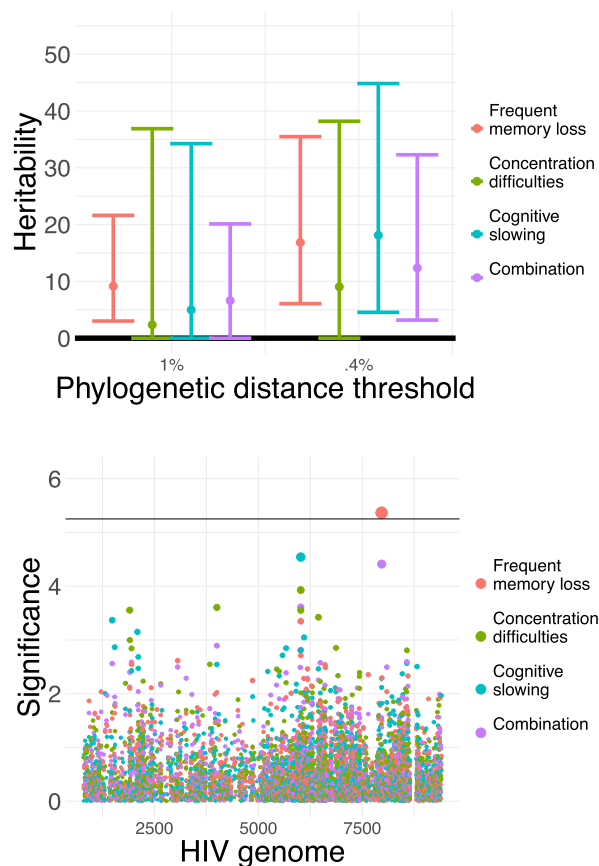 50
40
30
20
10
0
Heritability
1%
.4%
Phylogenetic distance threshold
Frequent
memory loss
Concentration
difficulties
Cognitive
slowing
Combination
6
4
2
0
Significance
2500
5000
7500
HIV genome
Frequent
memory loss
Concentration
difficulties
Cognitive
slowing
Combination